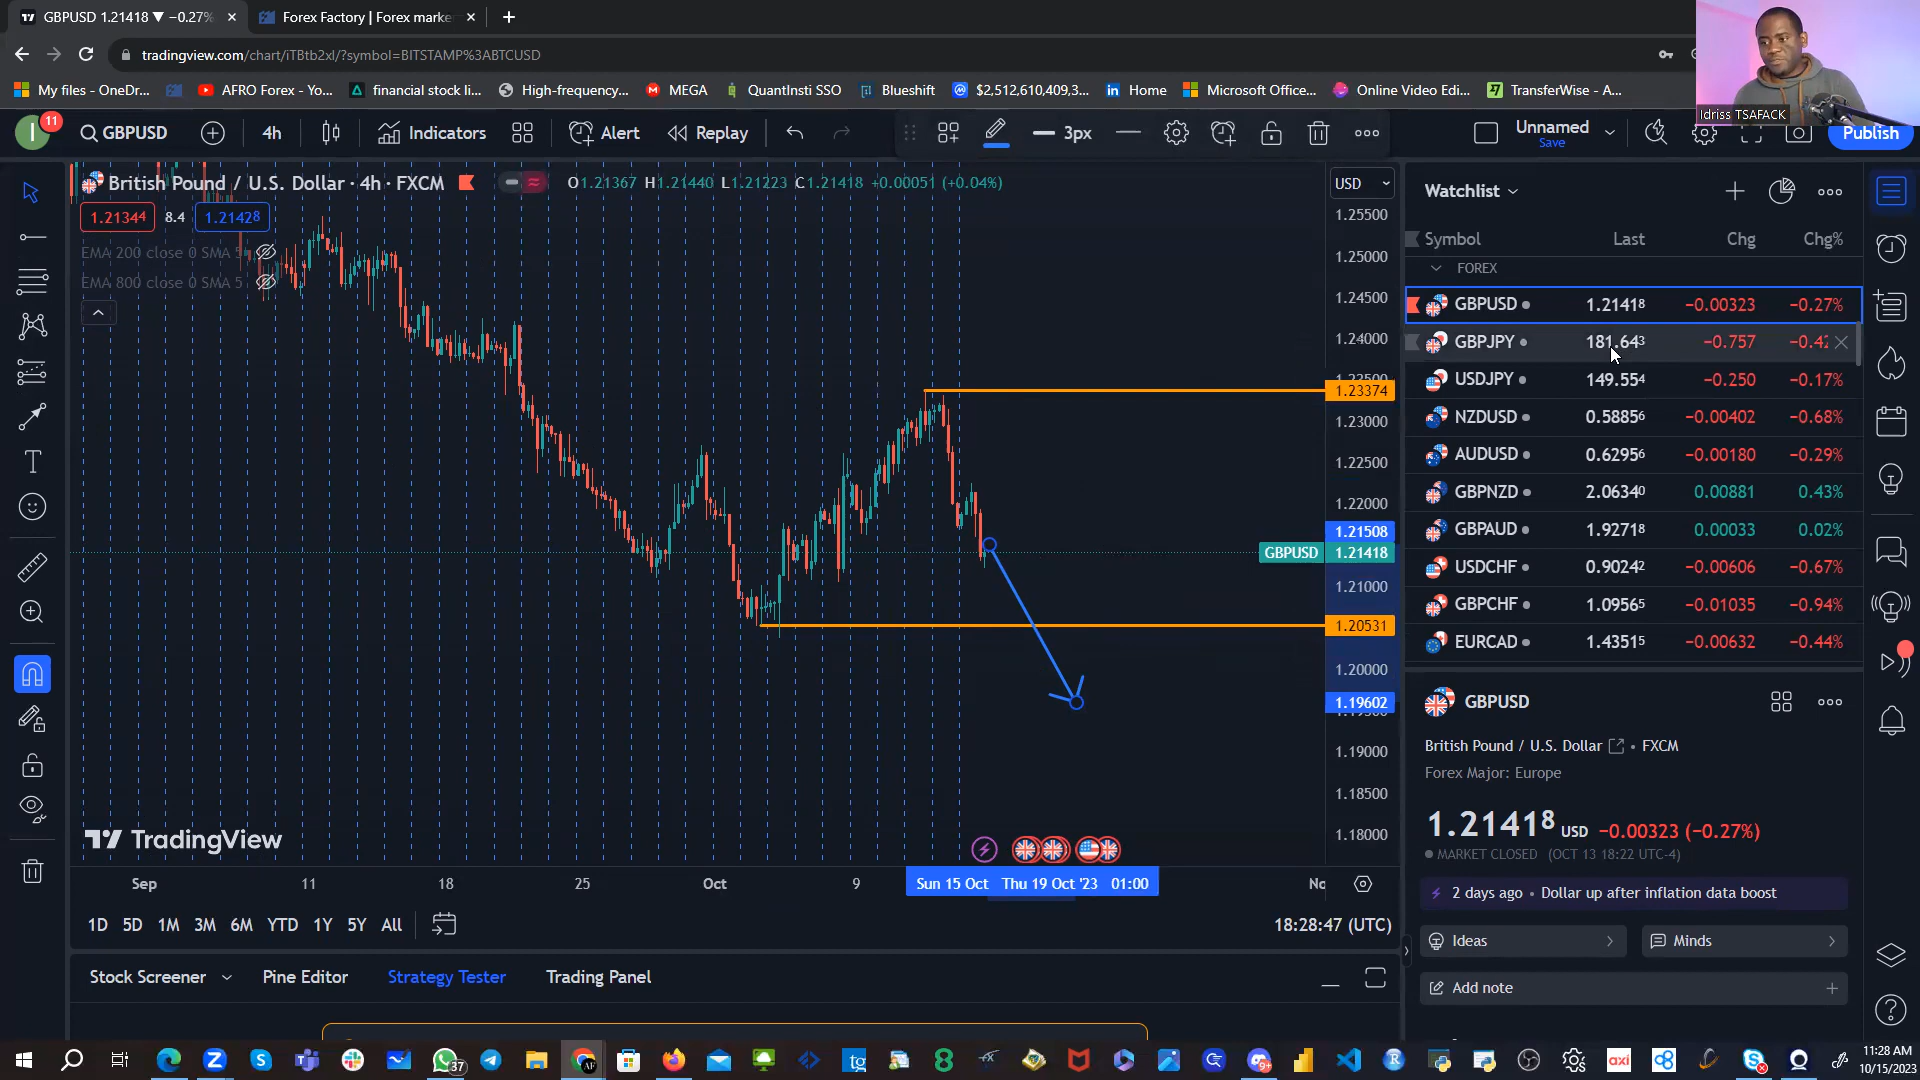 GBPUSD 1.21418 ▼ −0.27%
Forex Factory | Forex marke
tradingview.com/chart/iTBtb2xl/?symbol=BITSTAMP%3ABTCUSD
My files - OneDr...
AFRO Forex - Yo...
financial stock li...
High-frequency...
MEGA
QuantInsti SSO
Blueshift
$2,512,610,409,3...
Home
Microsoft Office...
Online Video Edi...
TransferWise - A...
Idriss TSAFACK
I
11
GBPUSD
4h
Indicators
Alert
Replay
3px
Unnamed
Save
Publish
British Pound / U.S. Dollar · 4h · FXCM
O1.21367 H1.21440 L1.21223 C1.21418 +0.00051 (+0.04%)
USD
1.21344
8.4
1.21428
EMA 200 close 0 SMA 5
EMA 800 close 0 SMA 5
1.25500
1.25000
1.24500
1.24000
1.23374
1.23000
1.22500
1.22000
1.21508
GBPUSD 1.21418
1.21000
1.20531
1.20000
1.19602
1.19000
1.18500
1.18000
TradingView
Sep
11
18
25
Oct
9
Sun 15 Oct
Thu 19 Oct '23 01:00
1D 5D 1M 3M 6M YTD 1Y 5Y All
18:28:47 (UTC)
Stock Screener
Pine Editor
Strategy Tester
Trading Panel
Watchlist
Symbol Last Chg Chg%
FOREX
GBPUSD 1.21418 −0.00323 −0.27%
GBPJPY 181.643 −0.757 −0.42
USDJPY 149.554 −0.250 −0.17%
NZDUSD 0.58856 −0.00402 −0.68%
AUDUSD 0.62956 −0.00180 −0.29%
GBPNZD 2.06340 0.00881 0.43%
GBPAUD 1.92718 0.00033 0.02%
USDCHF 0.90242 −0.00606 −0.67%
GBPCHF 1.09565 −0.01035 −0.94%
EURCAD 1.43515 −0.00632 −0.44%
GBPUSD
British Pound / U.S. Dollar • FXCM
Forex Major: Europe
1.21418 USD −0.00323 (−0.27%)
MARKET CLOSED (OCT 13 18:22 UTC-4)
2 days ago • Dollar up after inflation data boost
Ideas
Minds
Add note
37
tg
axi
11:28 AM
10/15/2023